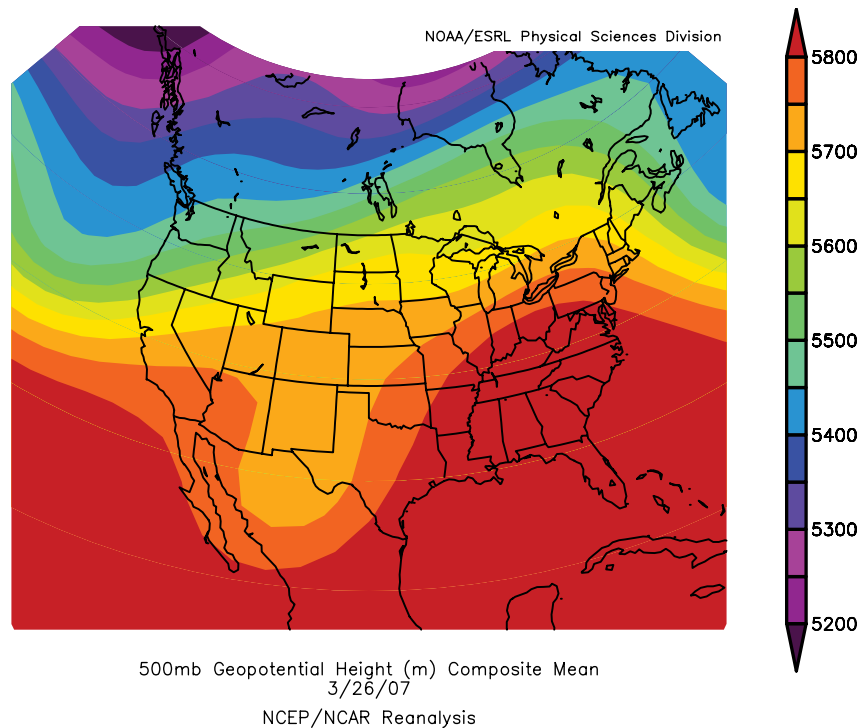 NOAA/ESRL Physical Sciences Division
5800
5700
5600
5500
5400
5300
5200
500mb Geopotential Height (m) Composite Mean
3/26/07
NCEP/NCAR Reanalysis